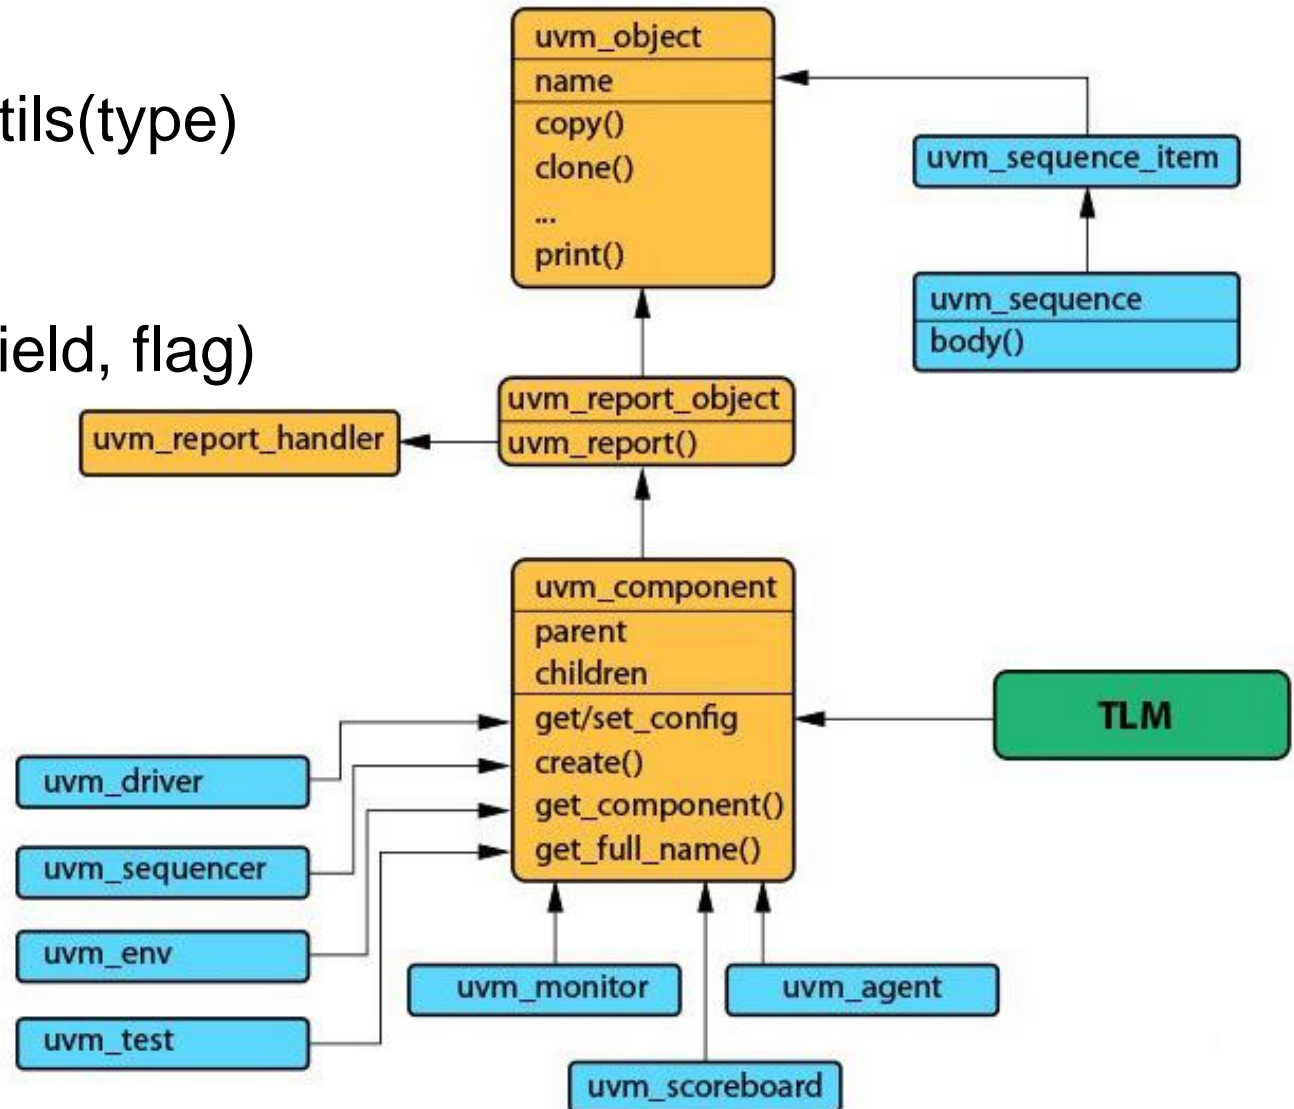 tils(type)
ield, flag)
uvm_object
name
copy()
clone()
...
print()
uvm_sequence_item
uvm_sequence
body()
uvm_report_object
uvm_report()
uvm_report_handler
uvm_component
parent
children
get/set_config
create()
get_component()
get_full_name()
TLM
uvm_driver
uvm_sequencer
uvm_env
uvm_test
uvm_monitor
uvm_agent
uvm_scoreboard